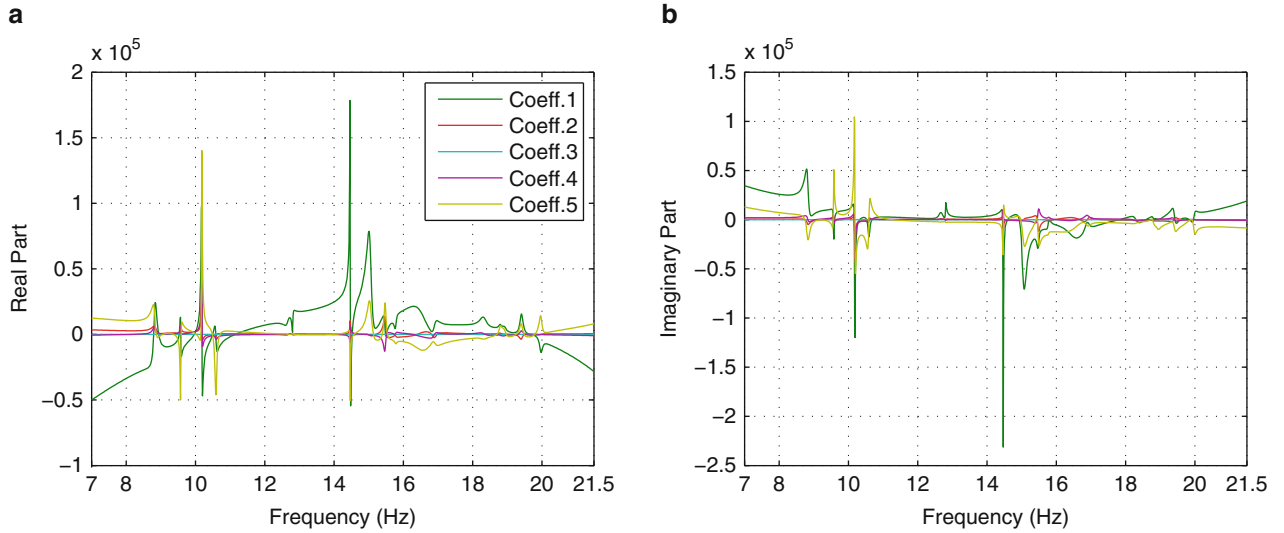 a
x 10^5
2
1.5
1
0.5
0
−0.5
−1
Real Part
7 8 10 12 14 16 18 20 21.5
Frequency (Hz)
Coeff.1
Coeff.2
Coeff.3
Coeff.4
Coeff.5
b
x 10^5
1.5
1
0.5
0
−0.5
−1
−1.5
−2
−2.5
Imaginary Part
7 8 10 12 14 16 18 20 21.5
Frequency (Hz)